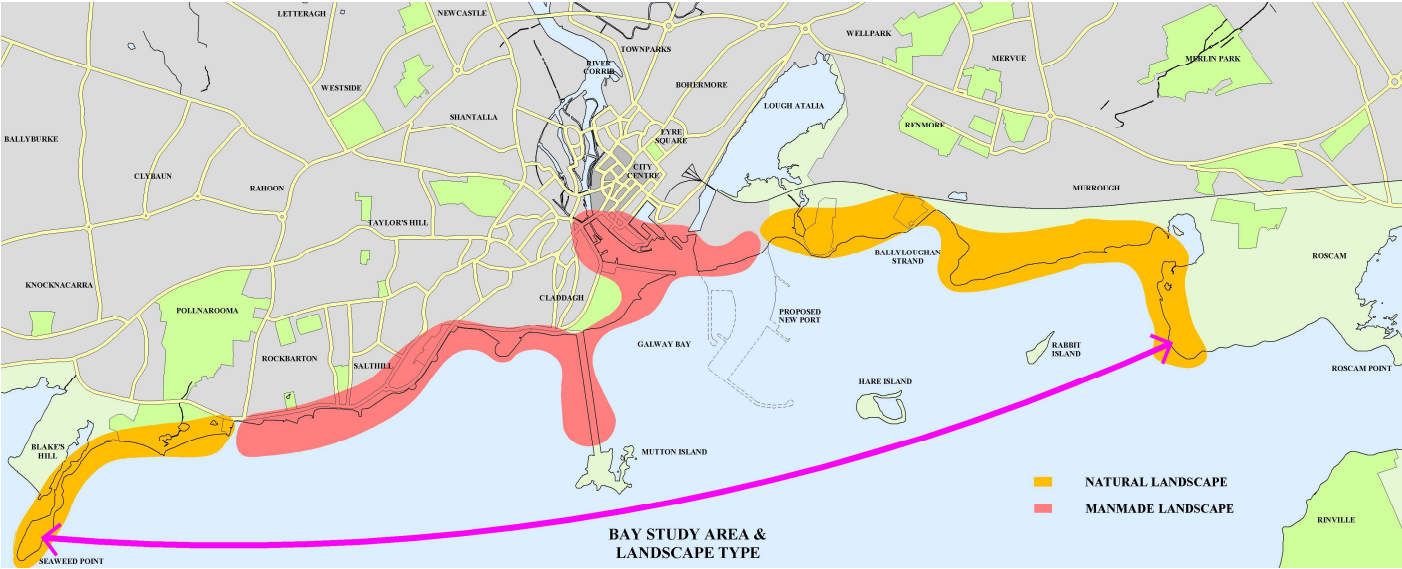 LETTERAGH
NEWCASTLE
TOWNPARKS
WELLPARK
MERVUE
MERLIN PARK
RIVER
CORRIB
BOHERMORE
WESTSIDE
LOUGH ATALIA
SHANTALLA
RENMORE
BALLYBURKE
EYRE
SQUARE
CITY
CENTRE
CLYBAUN
RAHOON
MURROUGH
TAYLOR'S HILL
BALLYLOUGHAN
STRAND
ROSCAM
KNOCKNACARRA
CLADDAGH
POLLNAROOMA
PROPOSED
NEW PORT
GALWAY BAY
RABBIT
ISLAND
ROCKBARTON
SALTHILL
ROSCAM POINT
HARE ISLAND
BLAKE'S
HILL
MUTTON ISLAND
NATURAL LANDSCAPE
MANMADE LANDSCAPE
RINVILLE
BAY STUDY AREA &
LANDSCAPE TYPE
SEAWEED POINT